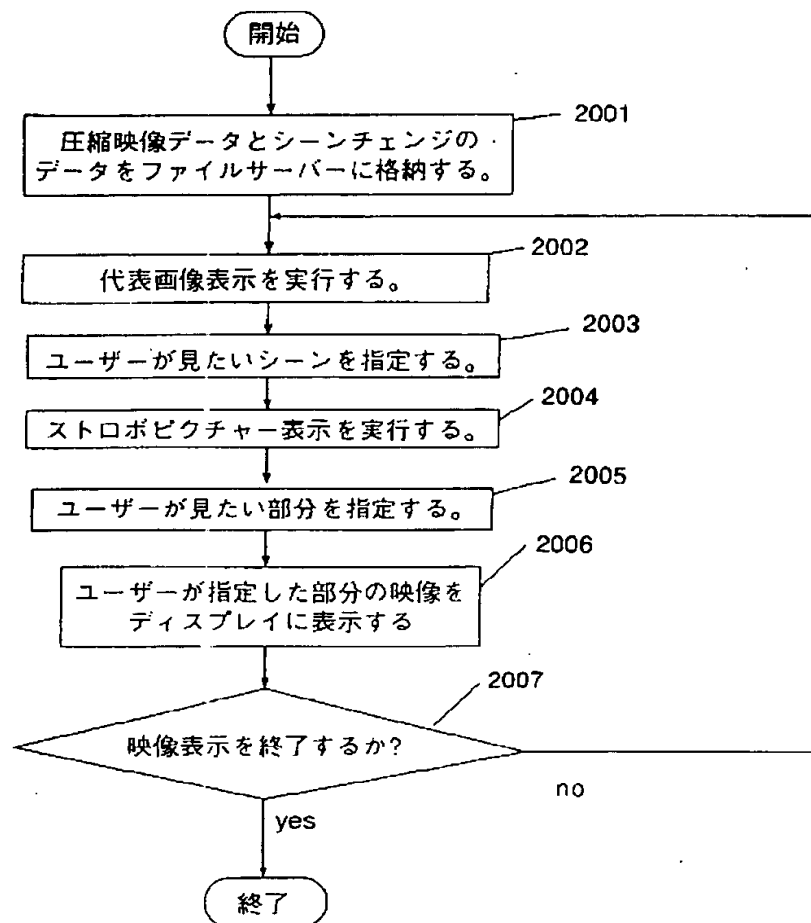 開始
2001
圧縮映像データとシーンチェンジの
データをファイルサーバーに格納する。
2002
代表画像表示を実行する。
2003
ユーザーが見たいシーンを指定する。
2004
ストロボピクチャー表示を実行する。
2005
ユーザーが見たい部分を指定する。
2006
ユーザーが指定した部分の映像を
ディスプレイに表示する
2007
映像表示を終了するか?
no
yes
終了